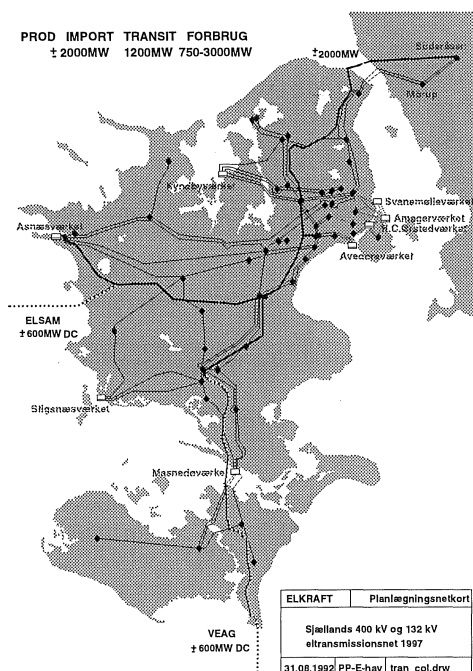 PROD IMPORT TRANSIT FORBRUG
± 2000MW 1200MW 750-3000MW
±2000MW
Söderåsen
Mörup
Kyndbyværket
Svanemølleværket
Amagerværket
H.C.Ørstedværket
Asnæsværket
Avedøreværket
ELSAM
±600MW DC
Stigsnæsværket
Masnedøværket
VEAG
±600MW DC
ELKRAFT Planlægningsnetkort
Sjællands 400 kV og 132 kV
eltransmissionsnet 1997
31.08.1992 PP-E-hav tran_col.drw